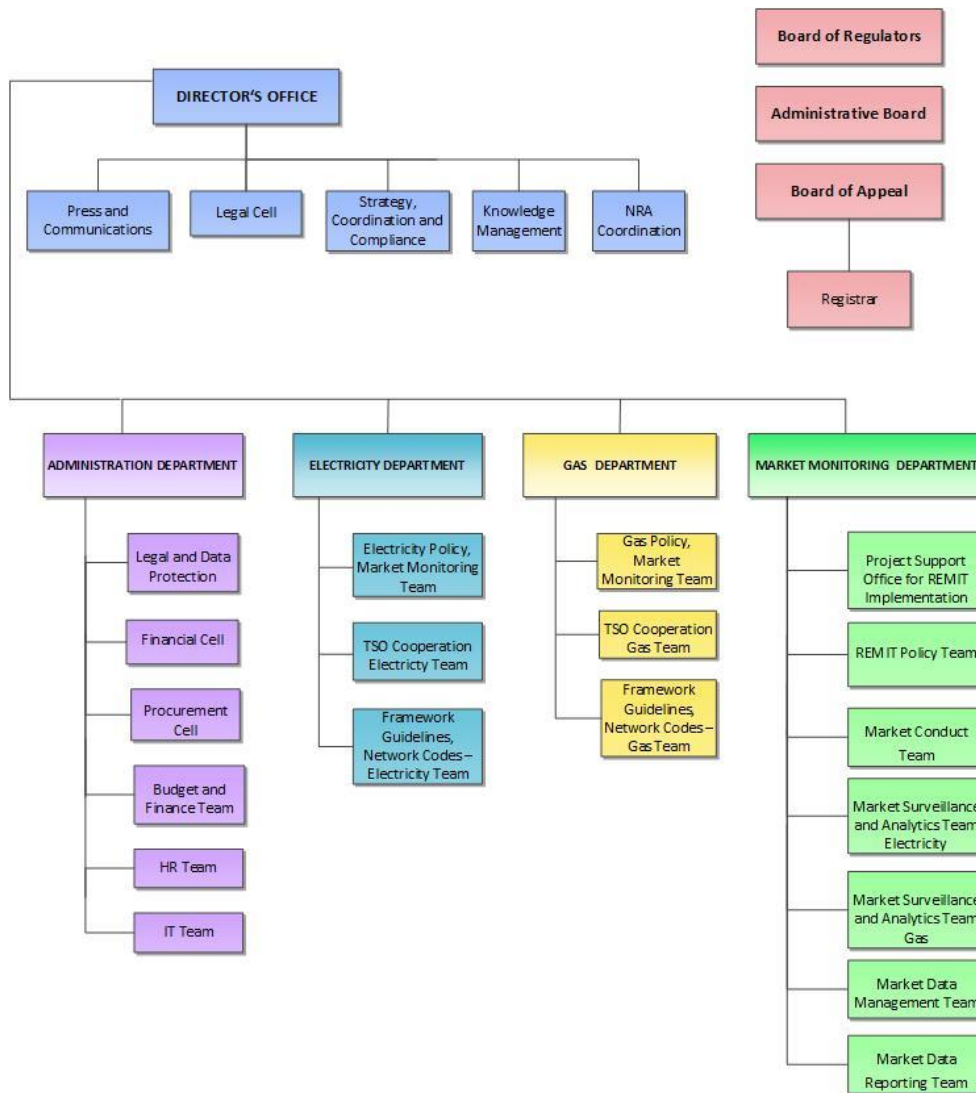 Board of Regulators
DIRECTOR‘S OFFICE
Administrative Board
Board of Appeal
Press and
Communications
Legal Cell
Strategy,
Coordination and
Compliance
Knowledge
Management
NRA
Coordination
Registrar
ADMINISTRATION DEPARTMENT
ELECTRICITY DEPARTMENT
GAS DEPARTMENT
MARKET MONITORING DEPARTMENT
Legal and Data
Protection
Financial Cell
Procurement
Cell
Budget and
Finance Team
HR Team
IT Team
Electricity Policy,
Market Monitoring
Team
TSO Cooperation
Electricty Team
Framework
Guidelines,
Network Codes –
Electricity Team
Gas Policy,
Market
Monitoring Team
TSO Cooperation
Gas Team
Framework
Guidelines,
Network Codes –
Gas Team
Project Support
Office for REMIT
Implementation
REMIT Policy Team
Market Conduct
Team
Market Surveillance
and Analytics Team
Electricity
Market Surveillance
and Analytics Team
Gas
Market Data
Management Team
Market Data
Reporting Team